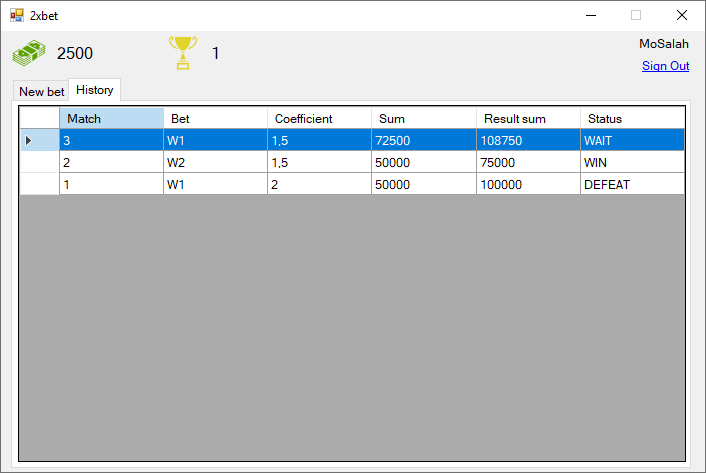 2xbet
2500 1 MoSalah
Sign Out
New bet History
Match Bet Coefficient Sum Result sum Status
3 W1 1,5 72500 108750 WAIT
2 W2 1,5 50000 75000 WIN
1 W1 2 50000 100000 DEFEAT